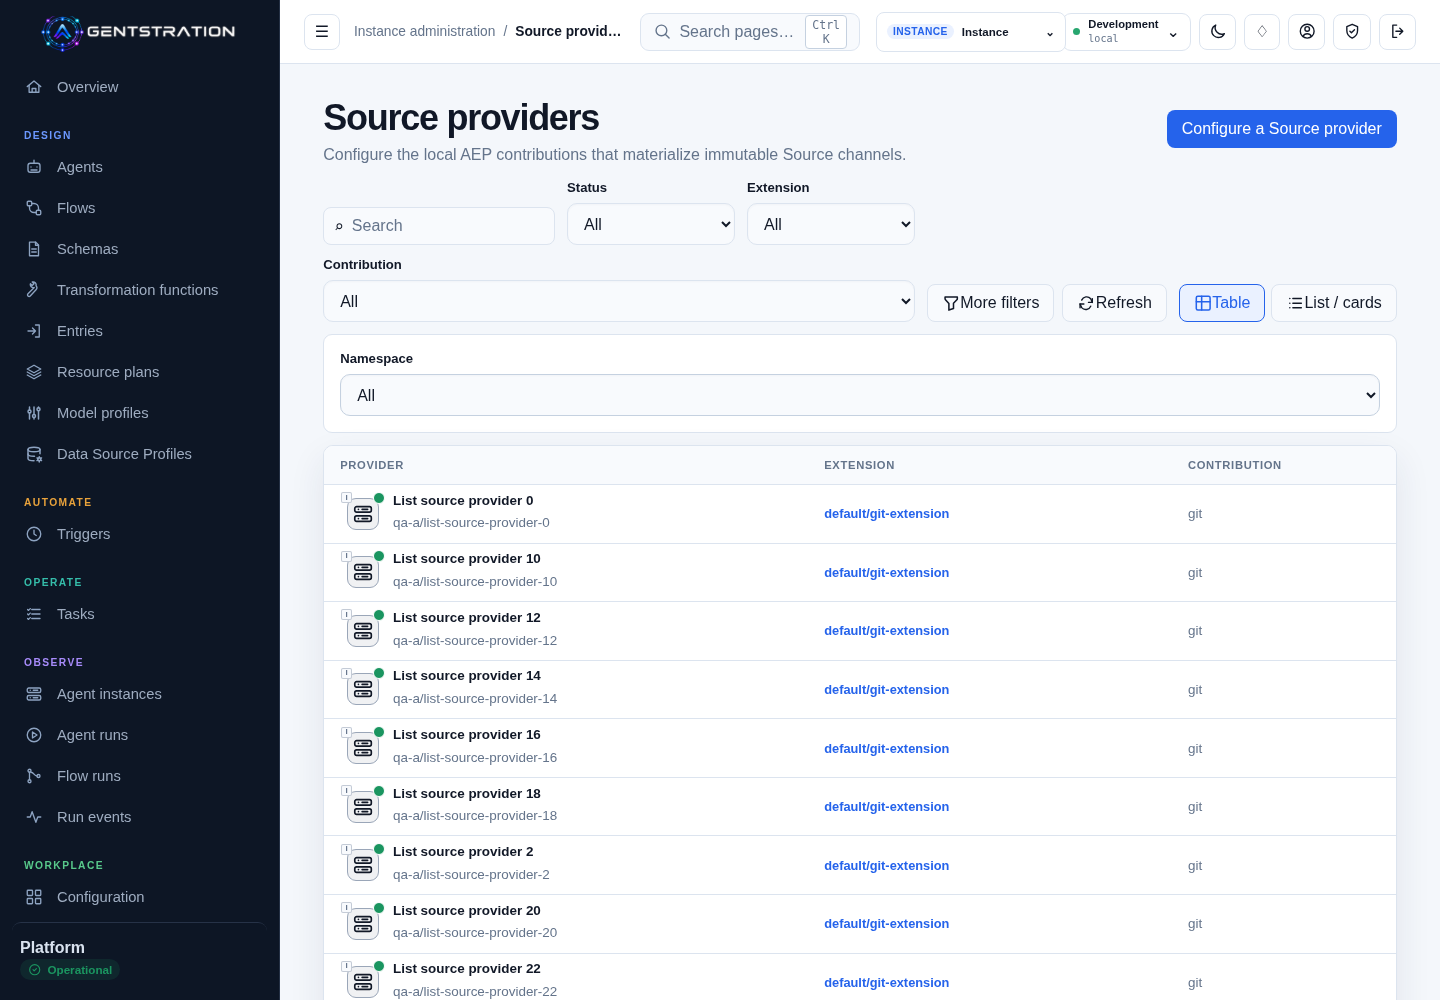 GENTSTRATION
Overview
DESIGN
Agents
Flows
Schemas
Transformation functions
Entries
Resource plans
Model profiles
Data Source Profiles
AUTOMATE
Triggers
OPERATE
Tasks
OBSERVE
Agent instances
Agent runs
Flow runs
Run events
WORKPLACE
Configuration
Platform
Operational
Instance administration / Source provid…
Search pages… Ctrl K
INSTANCE Instance
Development
local
Source providers
Configure the local AEP contributions that materialize immutable Source channels.
Configure a Source provider
Search
Status
All
Extension
All
Contribution
All
More filters
Refresh
Table
List / cards
Namespace
All
PROVIDER EXTENSION CONTRIBUTION
I List source provider 0
qa-a/list-source-provider-0
default/git-extension git
I List source provider 10
qa-a/list-source-provider-10
default/git-extension git
I List source provider 12
qa-a/list-source-provider-12
default/git-extension git
I List source provider 14
qa-a/list-source-provider-14
default/git-extension git
I List source provider 16
qa-a/list-source-provider-16
default/git-extension git
I List source provider 18
qa-a/list-source-provider-18
default/git-extension git
I List source provider 2
qa-a/list-source-provider-2
default/git-extension git
I List source provider 20
qa-a/list-source-provider-20
default/git-extension git
I List source provider 22
qa-a/list-source-provider-22
default/git-extension git